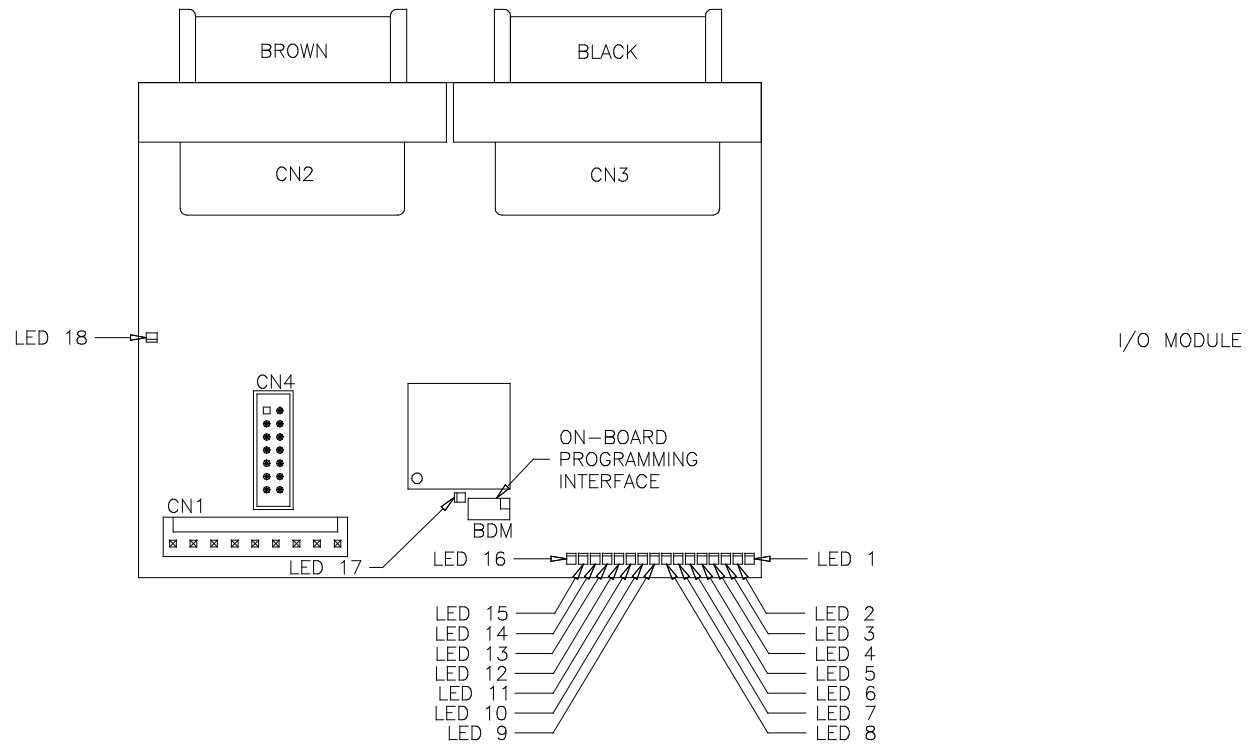 BROWN
BLACK
CN2
CN3
LED 18
I/O MODULE
CN4
ON-BOARD
PROGRAMMING
INTERFACE
CN1
BDM
LED 17
LED 16
LED 1
LED 15
LED 14
LED 13
LED 12
LED 11
LED 10
LED 9
LED 2
LED 3
LED 4
LED 5
LED 6
LED 7
LED 8